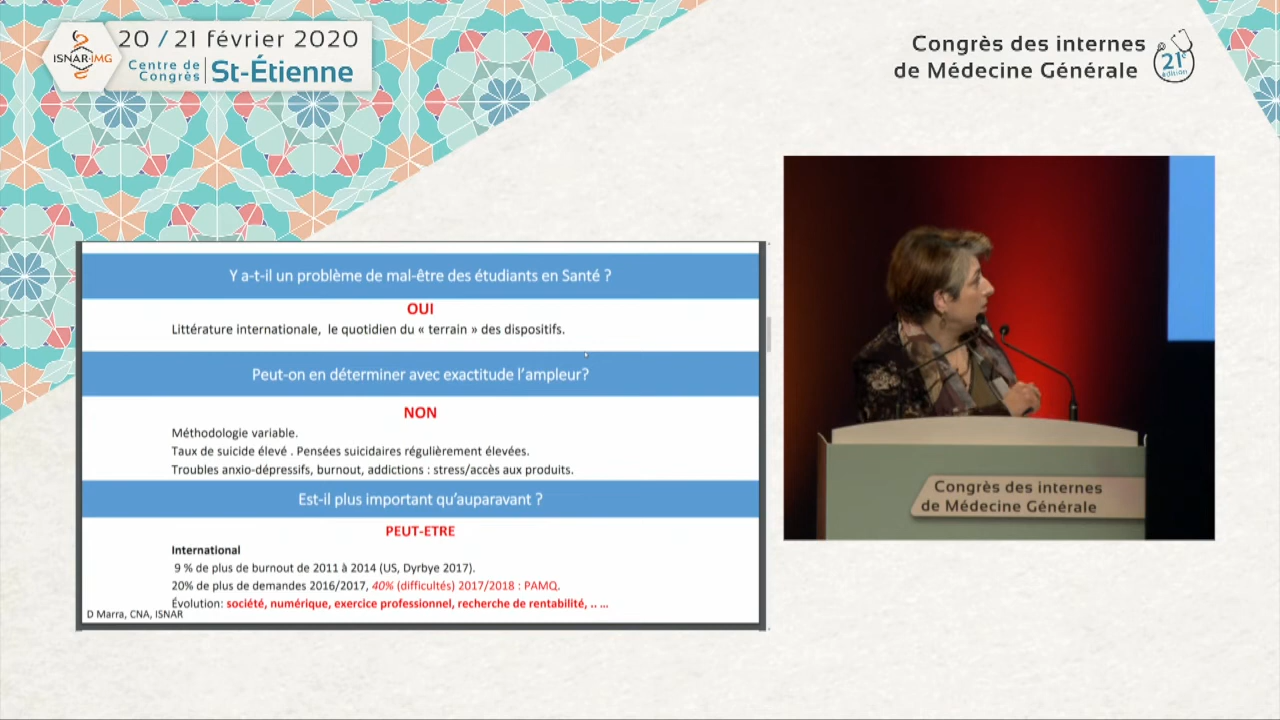 ISNAR-IMG
20 / 21 février 2020
Centre de Congrès
St-Étienne
Congrès des internes
de Médecine Générale
21e
édition
Y a-t-il un problème de mal-être des étudiants en Santé ?
OUI
Littérature internationale, le quotidien du « terrain » des dispositifs.
Peut-on en déterminer avec exactitude l'ampleur?
NON
Méthodologie variable.
Taux de suicide élevé . Pensées suicidaires régulièrement élevées.
Troubles anxio-dépressifs, burnout, addictions : stress/accès aux produits.
Est-il plus important qu'auparavant ?
PEUT-ETRE
International
9 % de plus de burnout de 2011 à 2014 (US, Dyrbye 2017).
20% de plus de demandes 2016/2017, 40% (difficultés) 2017/2018 : PAMQ.
Évolution: société, numérique, exercice professionnel, recherche de rentabilité, .. ...
D Marra, CNA, ISNAR
Congrès des internes
de Médecine Générale